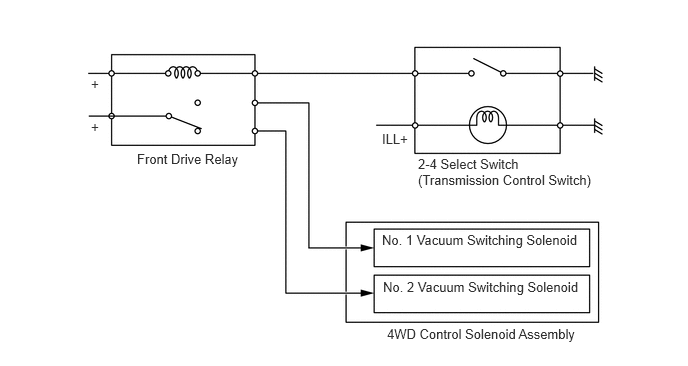 +
+
Front Drive Relay
ILL+
2-4 Select Switch
(Transmission Control Switch)
No. 1 Vacuum Switching Solenoid
No. 2 Vacuum Switching Solenoid
4WD Control Solenoid Assembly